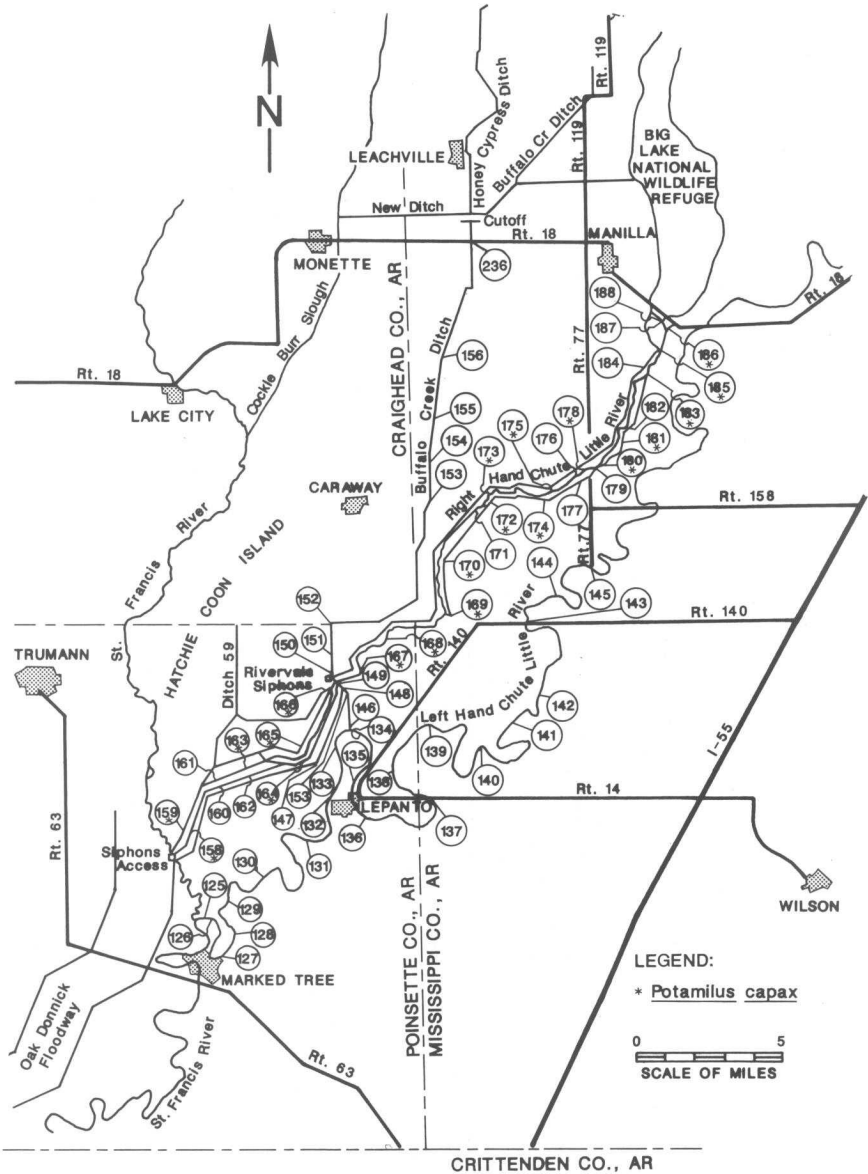 N
Rt. 119
Honey Cypress Ditch
Buffalo Cr Ditch
LEACHVILLE
Rt. 119
BIG
LAKE
NATIONAL
WILDLIFE
REFUGE
New Ditch
Cutoff
Rt. 18
MANILLA
MONETTE
236
Rt. 18
188
187
186
*
184
185
*
Cockle Burr Slough
CRAIGHEAD CO., AR
Buffalo Creek Ditch
156
Rt. 77
Rt. 18
LAKE CITY
155
154
153
178
*
175
*
176
173
*
182
183
*
181
*
180
*
179
177
Right Hand Chute Little River
CARAWAY
172
*
174
*
171
170
*
169
*
Rt. 158
Rt.77
St. Francis River
HATCHIE COON ISLAND
144
145
143
152
151
150
Rt. 140
168
*
167
*
Rt. 140
TRUMANN
Ditch 59
Rivervale
Siphons
149
148
166
*
146
134
Left Hand Chute Little River
142
141
139
140
165
*
163
*
161
135
138
133
I-55
159
*
160
162
164
*
153
147
132
LEPANTO
Rt. 14
136
137
Rt. 63
Siphons
Access
158
*
130
131
125
129
126
128
127
WILSON
MARKED TREE
POINSETTE CO., AR
MISSISSIPPI CO., AR
Oak Donnick
Floodway
St. Francis River
Rt. 63
LEGEND:
* Potamilus capax
0 5
SCALE OF MILES
CRITTENDEN CO., AR